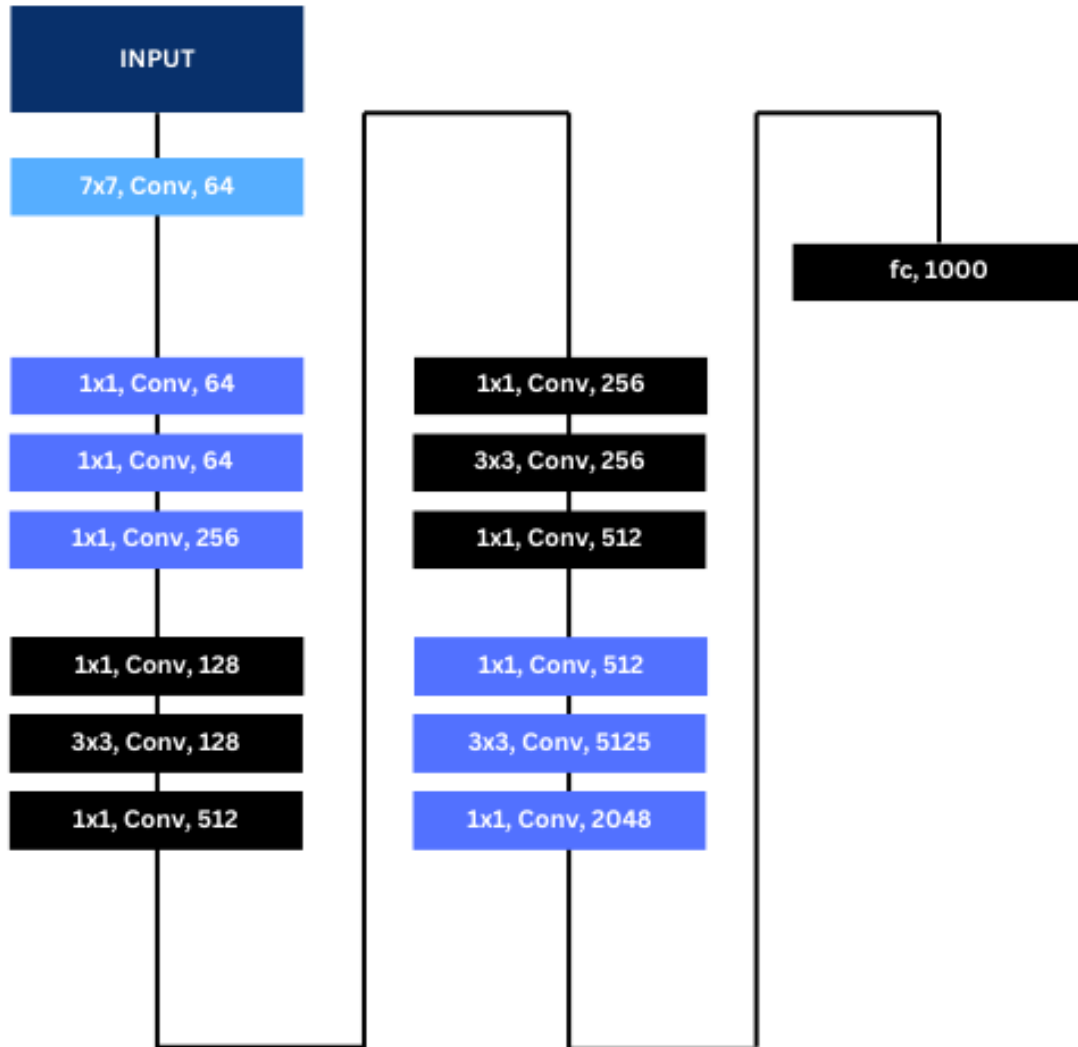 INPUT
7x7, Conv, 64
1x1, Conv, 64
1x1, Conv, 64
1x1, Conv, 256
1x1, Conv, 128
3x3, Conv, 128
1x1, Conv, 512
1x1, Conv, 256
3x3, Conv, 256
1x1, Conv, 512
1x1, Conv, 512
3x3, Conv, 5125
1x1, Conv, 2048
fc, 1000